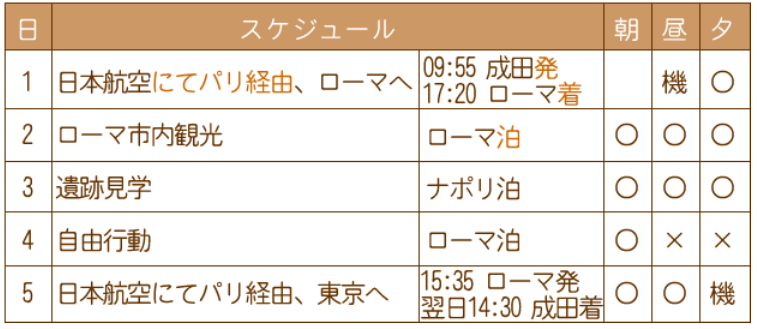 日 スケジュール 朝 昼 夕
1 日本航空にてパリ経由、ローマへ 09:55 成田発 機 〇
17:20 ローマ着
2 ローマ市内観光 ローマ泊 〇 〇 〇
3 遺跡見学 ナポリ泊 〇 〇 〇
4 自由行動 ローマ泊 〇 × ×
5 日本航空にてパリ経由、東京へ 15:35 ローマ発 〇 〇 機
翌日14:30 成田着